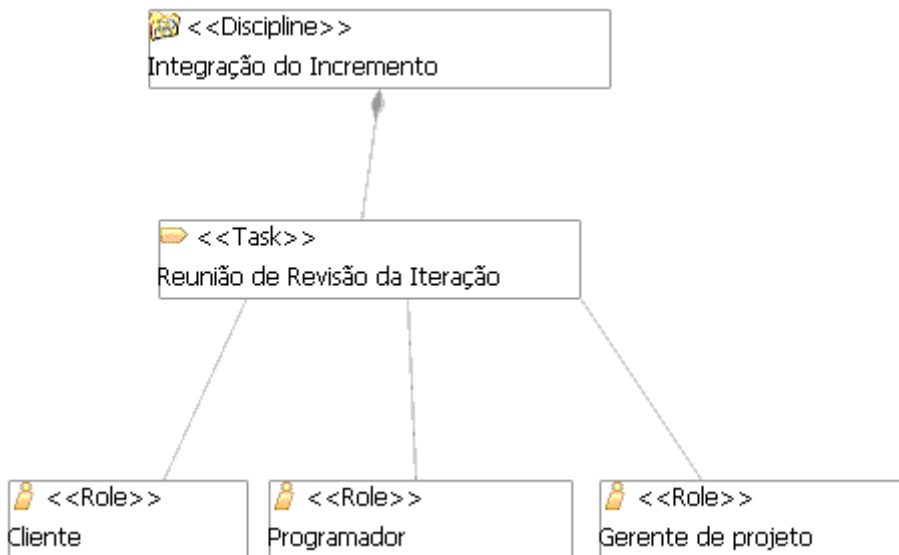 <<Discipline>>
Integração do Incremento
<<Task>>
Reunião de Revisão da Iteração
<<Role>>
Cliente
<<Role>>
Programador
<<Role>>
Gerente de projeto